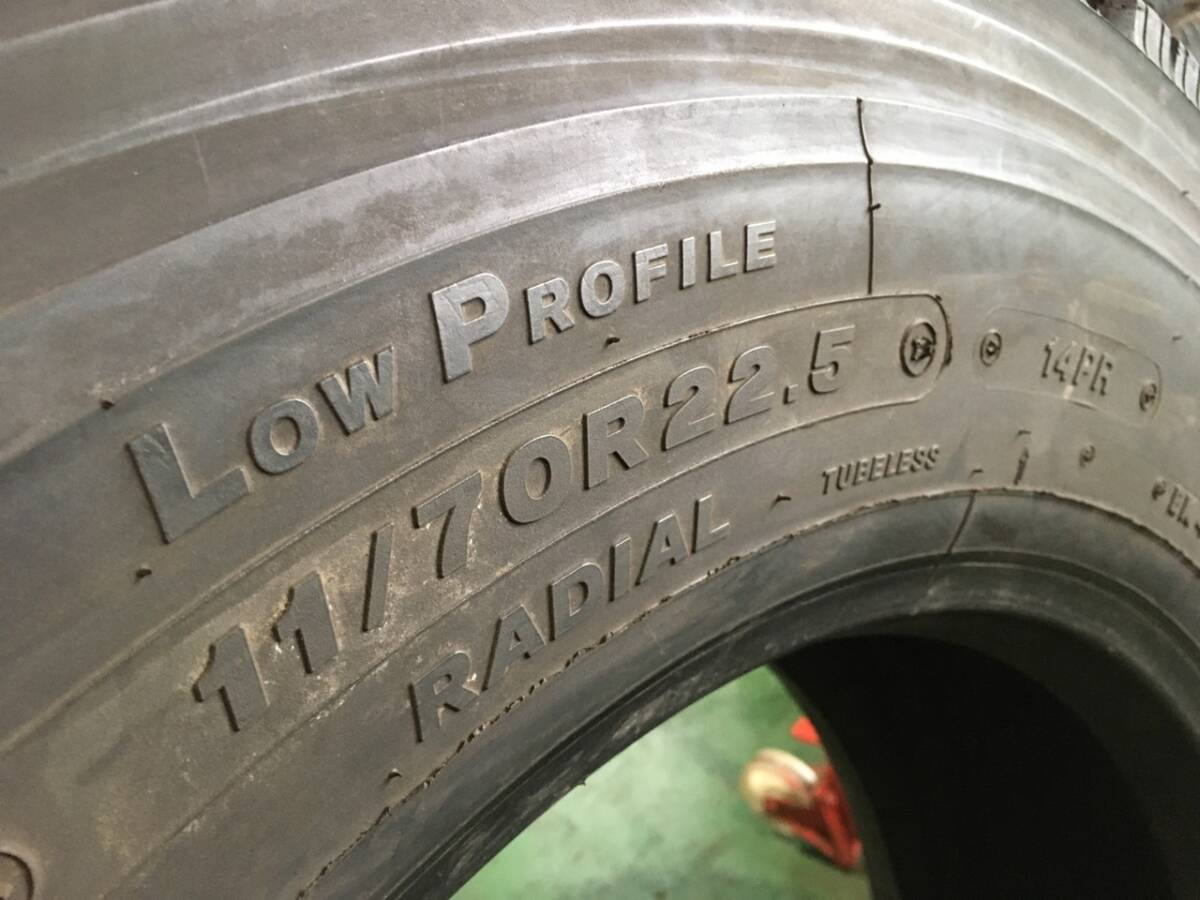 LOW PROFILE
11/70R22.5
14PR
RADIAL
TUBELESS